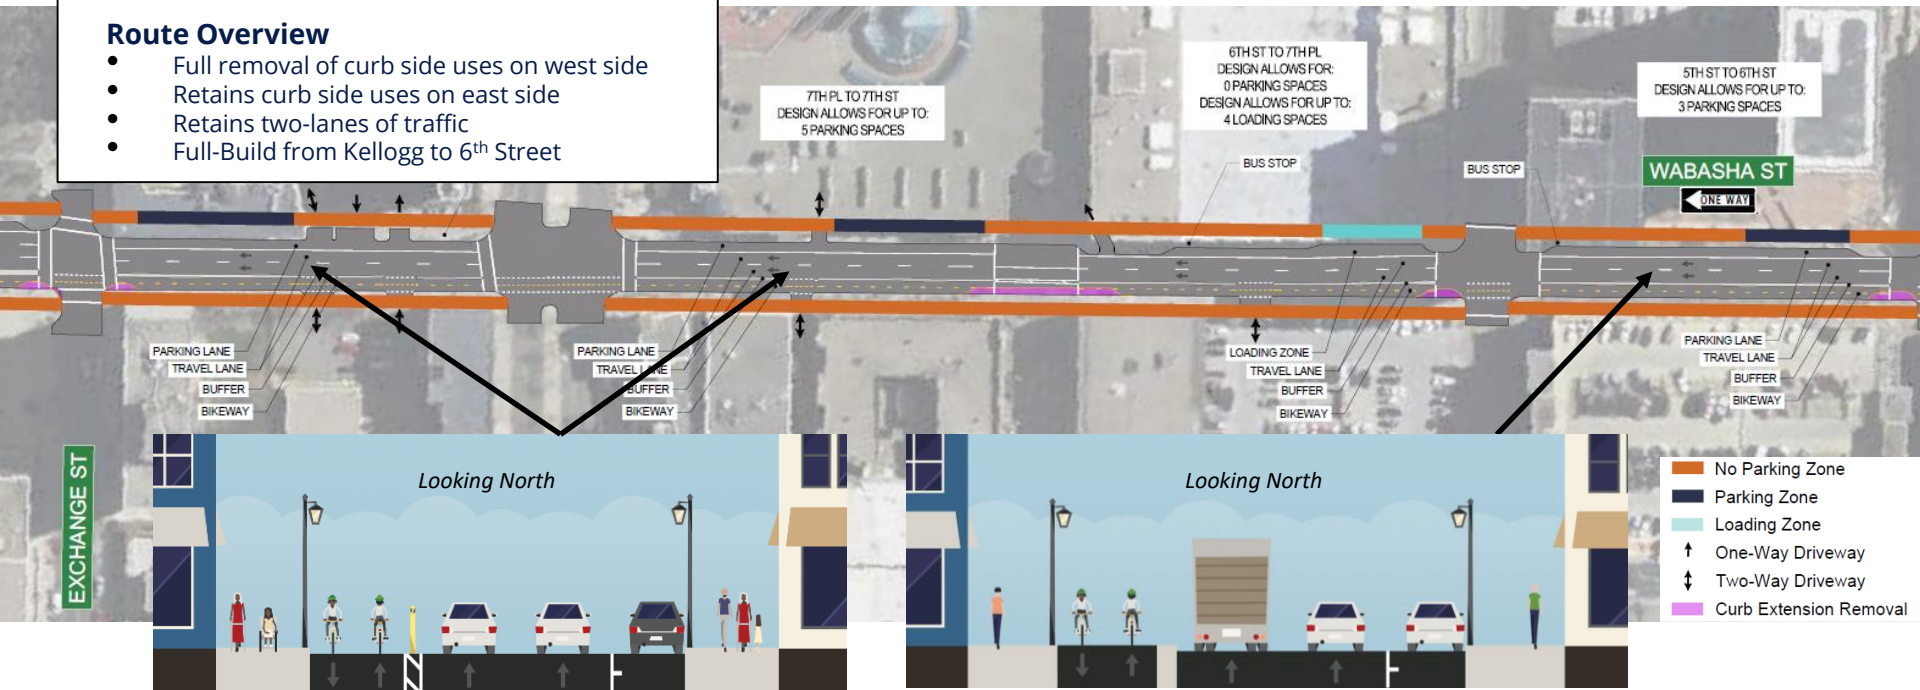 Route Overview
• Full removal of curb side uses on west side
• Retains curb side uses on east side
• Retains two-lanes of traffic
• Full-Build from Kellogg to 6th Street
7TH PL TO 7TH ST
DESIGN ALLOWS FOR UP TO:
5 PARKING SPACES
6TH ST TO 7TH PL
DESIGN ALLOWS FOR:
0 PARKING SPACES
DESIGN ALLOWS FOR UP TO:
4 LOADING SPACES
5TH ST TO 6TH ST
DESIGN ALLOWS FOR UP TO:
3 PARKING SPACES
BUS STOP
BUS STOP
WABASHA ST
ONE WAY
PARKING LANE
TRAVEL LANE
BUFFER
BIKEWAY
PARKING LANE
TRAVEL LANE
BUFFER
BIKEWAY
LOADING ZONE
TRAVEL LANE
BUFFER
BIKEWAY
PARKING LANE
TRAVEL LANE
BUFFER
BIKEWAY
EXCHANGE ST
Looking North
Looking North
No Parking Zone
Parking Zone
Loading Zone
One-Way Driveway
Two-Way Driveway
Curb Extension Removal